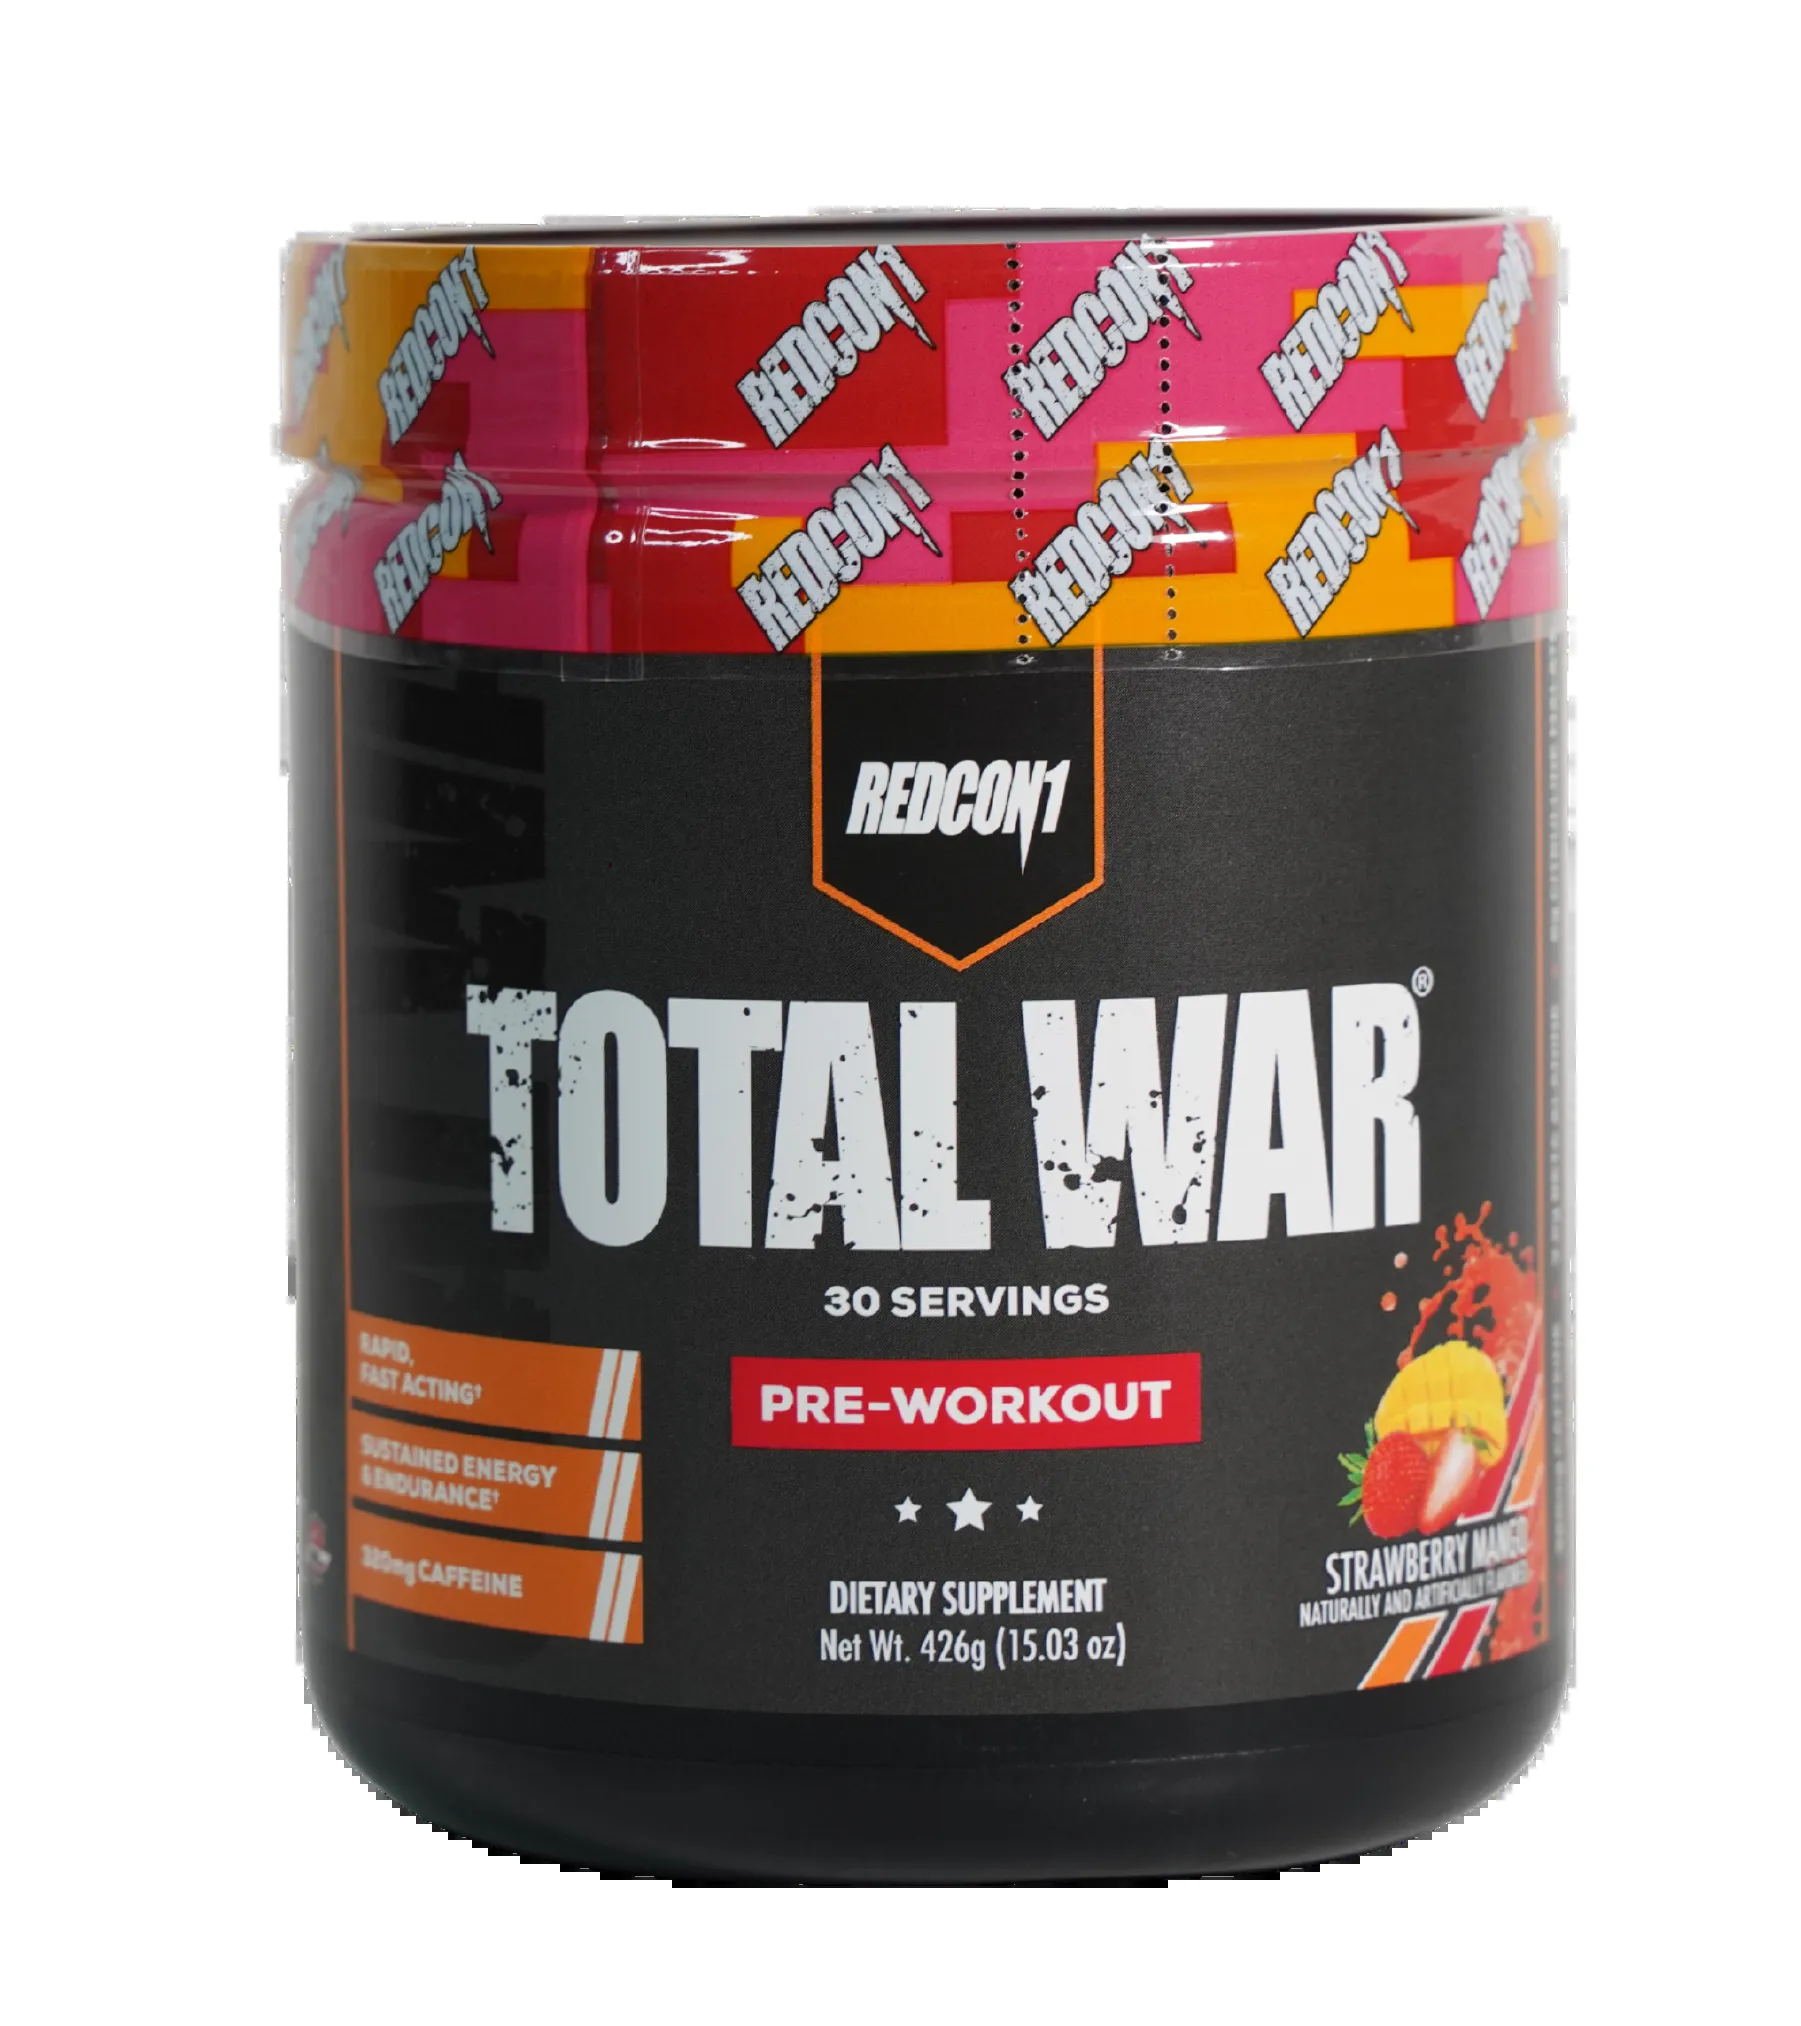 REDCON1 REDCON1 REDCON1 REDCON1 REDCON1
REDCON1 REDCON1 REDCON1 REDCON1 REDCON1
REDCON1
TOTAL WAR®
30 SERVINGS
PRE-WORKOUT
RAPID,
FAST ACTING†
SUSTAINED ENERGY
& ENDURANCE†
320mg CAFFEINE
DIETARY SUPPLEMENT
Net Wt. 426g (15.03 oz)
STRAWBERRY MANGO
NATURALLY AND ARTIFICIALLY FLAVORED